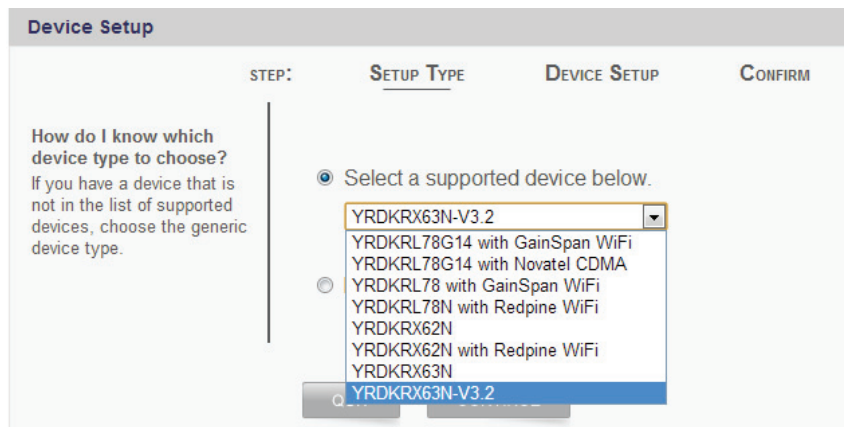 Device Setup
STEP: SETUP TYPE DEVICE SETUP CONFIRM
How do I know which
device type to choose?
If you have a device that is
not in the list of supported
devices, choose the generic
device type.
Select a supported device below.
YRDKRX63N-V3.2
YRDKRL78G14 with GainSpan WiFi
YRDKRL78G14 with Novatel CDMA
YRDKRL78 with GainSpan WiFi
YRDKRL78N with Redpine WiFi
YRDKRX62N
YRDKRX62N with Redpine WiFi
YRDKRX63N
YRDKRX63N-V3.2